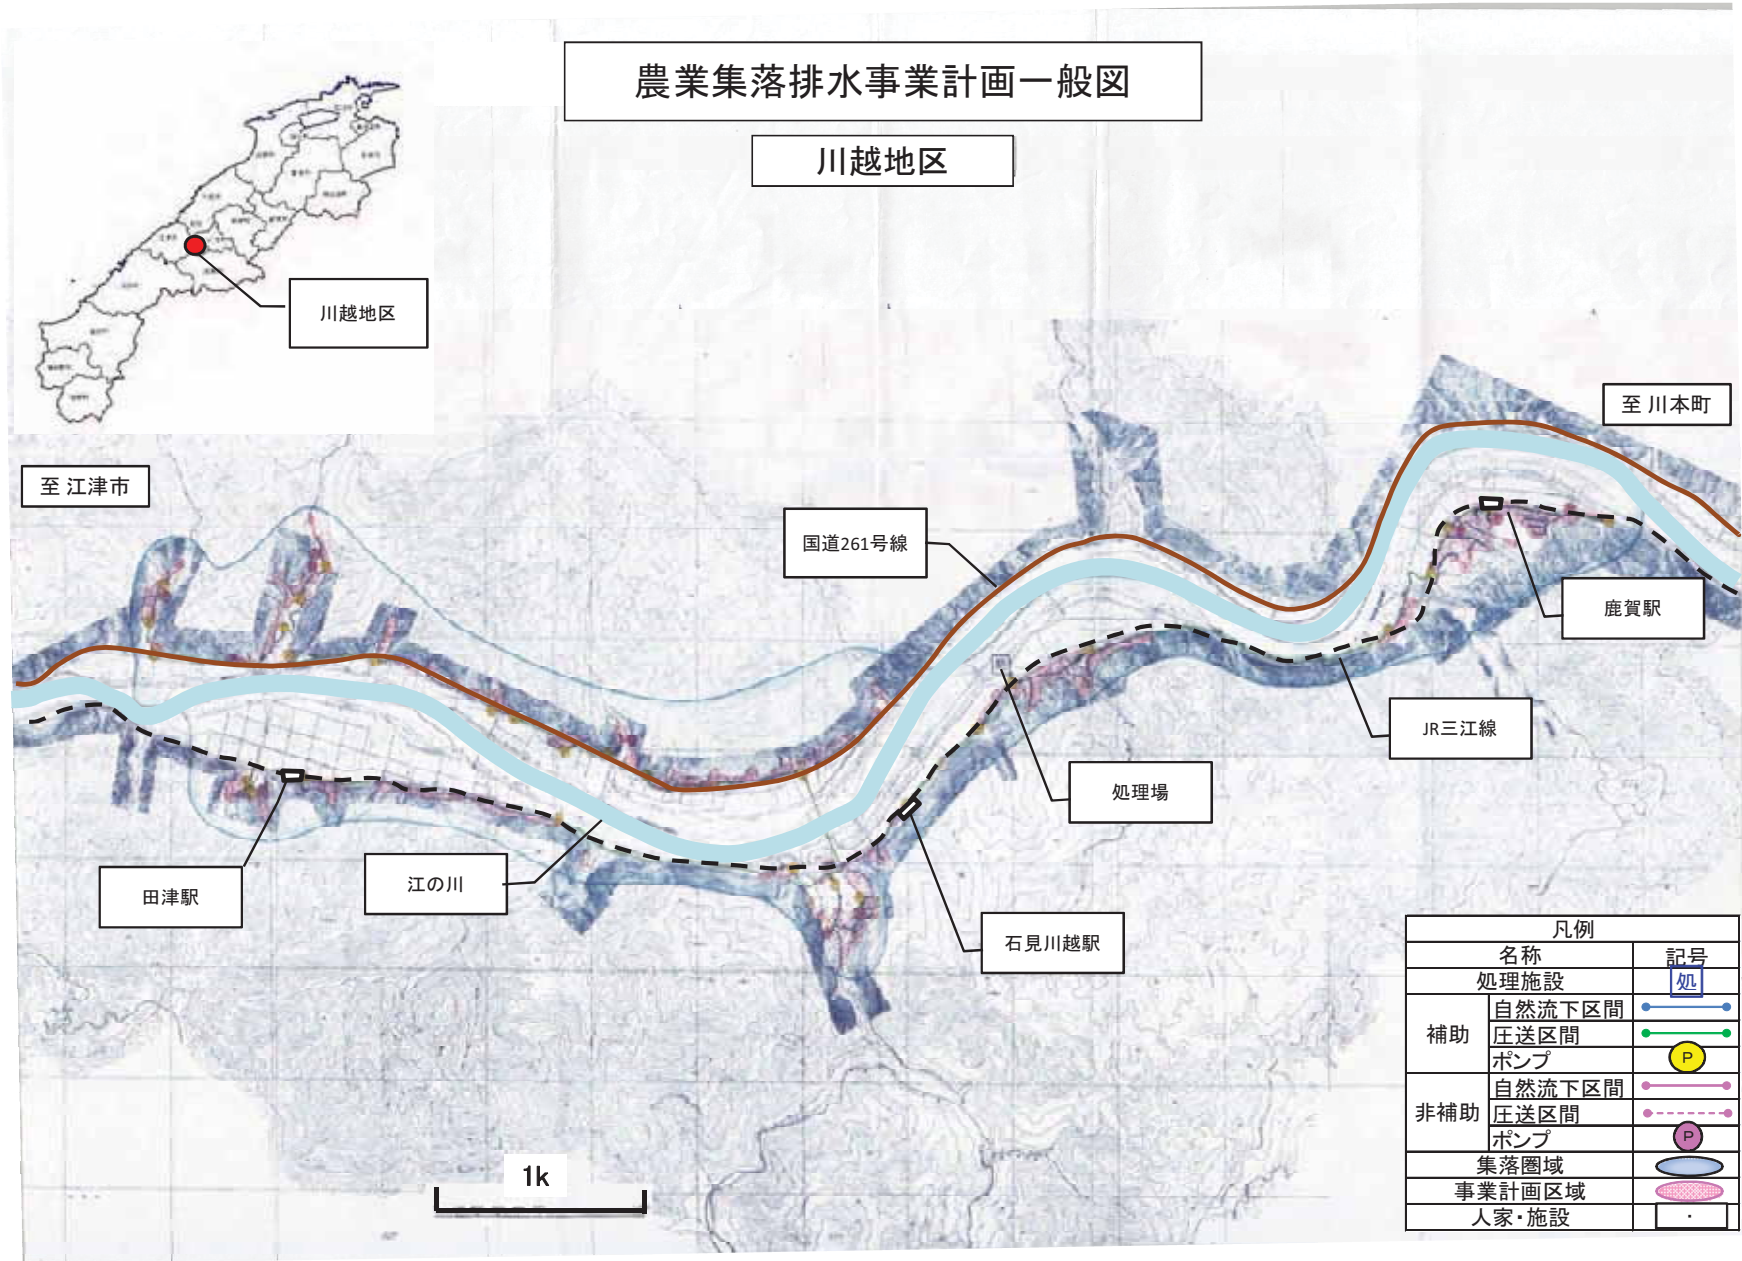 農業集落排水事業計画一般図
川越地区
川越地区
至 川本町
至 江津市
国道261号線
鹿賀駅
JR三江線
処理場
田津駅
江の川
石見川越駅
1k
凡例
名称 記号
処理施設 処
補助 自然流下区間
圧送区間
ポンプ P
非補助 自然流下区間
圧送区間
ポンプ P
集落圏域
事業計画区域
人家・施設